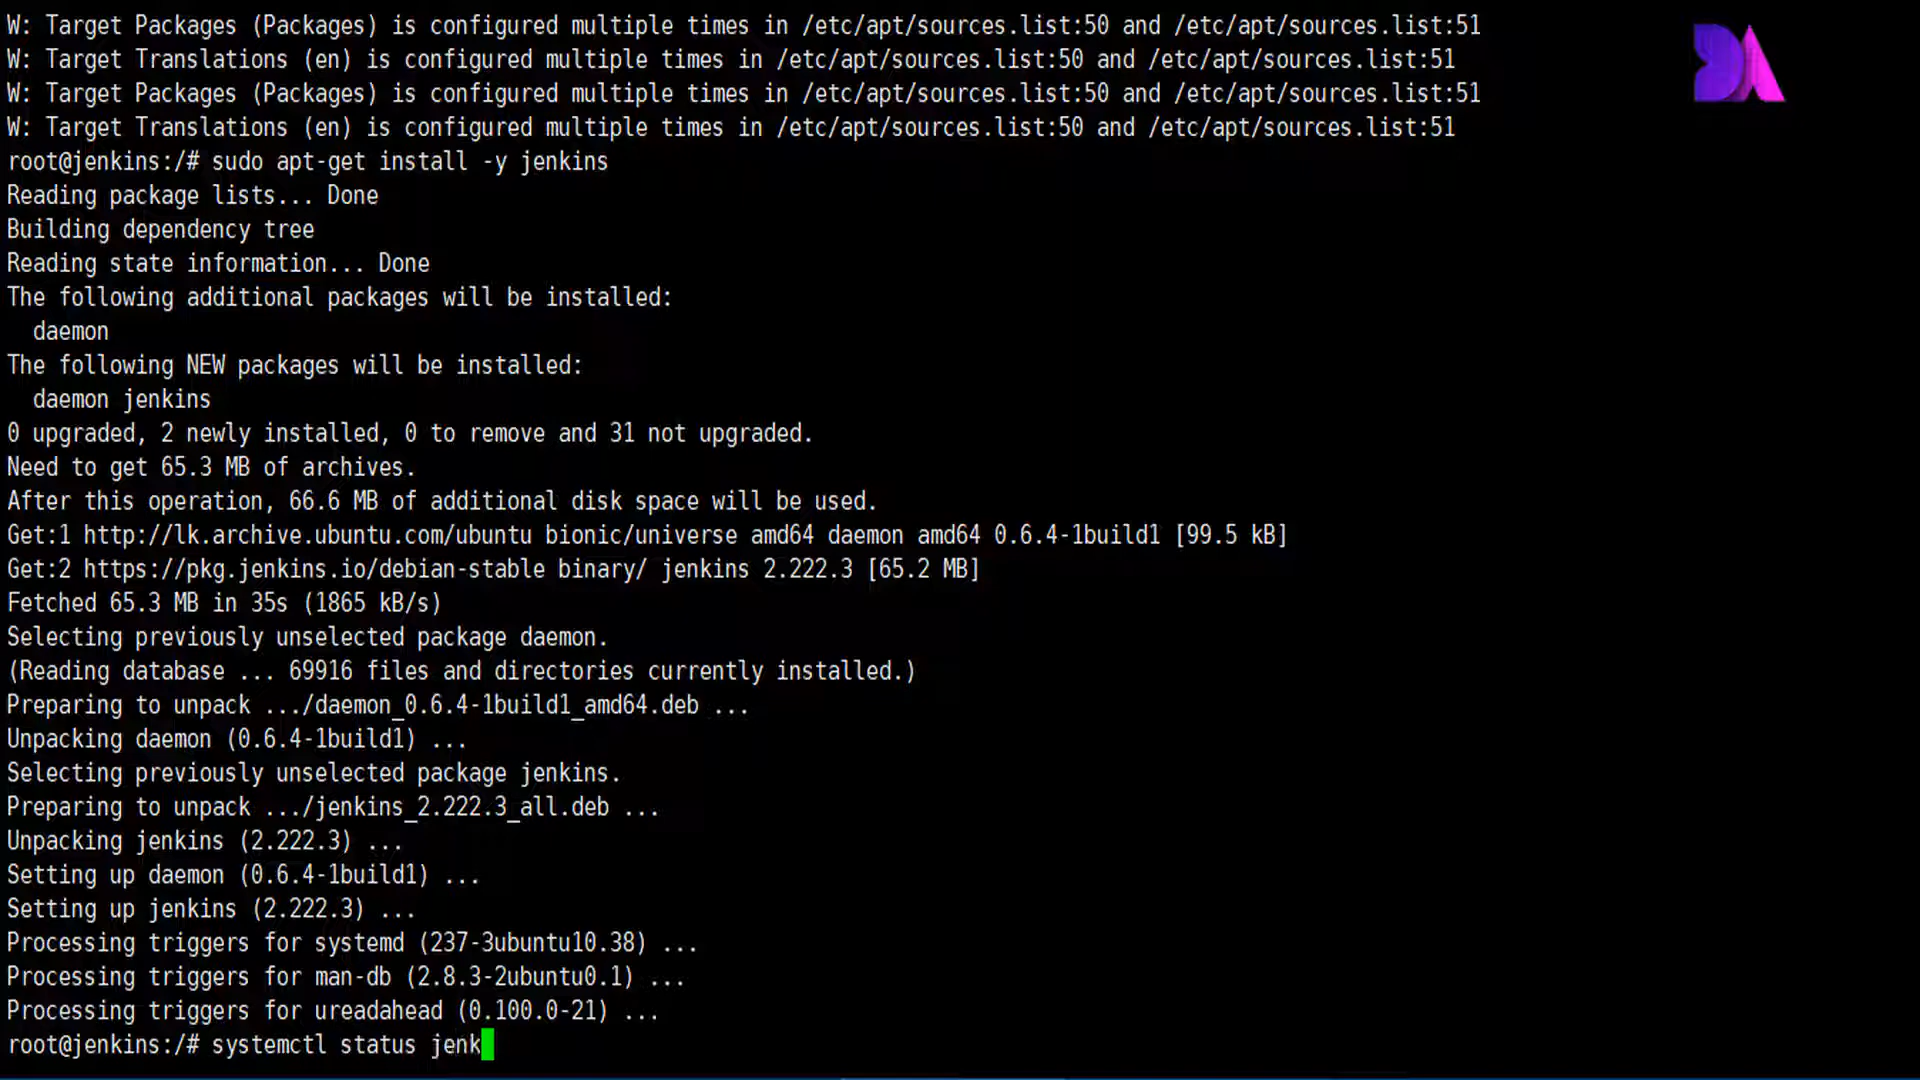 W: Target Packages (Packages) is configured multiple times in /etc/apt/sources.list:50 and /etc/apt/sources.list:51
W: Target Translations (en) is configured multiple times in /etc/apt/sources.list:50 and /etc/apt/sources.list:51
W: Target Packages (Packages) is configured multiple times in /etc/apt/sources.list:50 and /etc/apt/sources.list:51
W: Target Translations (en) is configured multiple times in /etc/apt/sources.list:50 and /etc/apt/sources.list:51
root@jenkins:/# sudo apt-get install -y jenkins
Reading package lists... Done
Building dependency tree
Reading state information... Done
The following additional packages will be installed:
  daemon
The following NEW packages will be installed:
  daemon jenkins
0 upgraded, 2 newly installed, 0 to remove and 31 not upgraded.
Need to get 65.3 MB of archives.
After this operation, 66.6 MB of additional disk space will be used.
Get:1 http://lk.archive.ubuntu.com/ubuntu bionic/universe amd64 daemon amd64 0.6.4-1build1 [99.5 kB]
Get:2 https://pkg.jenkins.io/debian-stable binary/ jenkins 2.222.3 [65.2 MB]
Fetched 65.3 MB in 35s (1865 kB/s)
Selecting previously unselected package daemon.
(Reading database ... 69916 files and directories currently installed.)
Preparing to unpack .../daemon_0.6.4-1build1_amd64.deb ...
Unpacking daemon (0.6.4-1build1) ...
Selecting previously unselected package jenkins.
Preparing to unpack .../jenkins_2.222.3_all.deb ...
Unpacking jenkins (2.222.3) ...
Setting up daemon (0.6.4-1build1) ...
Setting up jenkins (2.222.3) ...
Processing triggers for systemd (237-3ubuntu10.38) ...
Processing triggers for man-db (2.8.3-2ubuntu0.1) ...
Processing triggers for ureadahead (0.100.0-21) ...
root@jenkins:/# systemctl status jenk